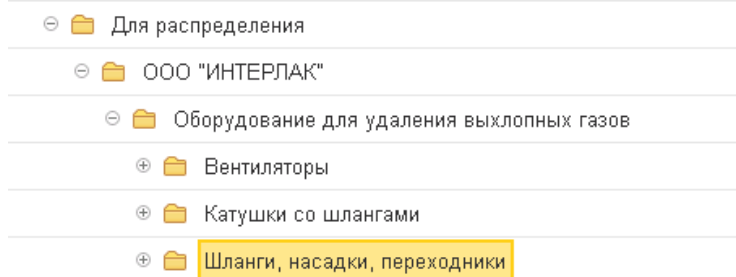 Для распределения
ООО "ИНТЕРЛАК"
Оборудование для удаления выхлопных газов
Вентиляторы
Катушки со шлангами
Шланги, насадки, переходники